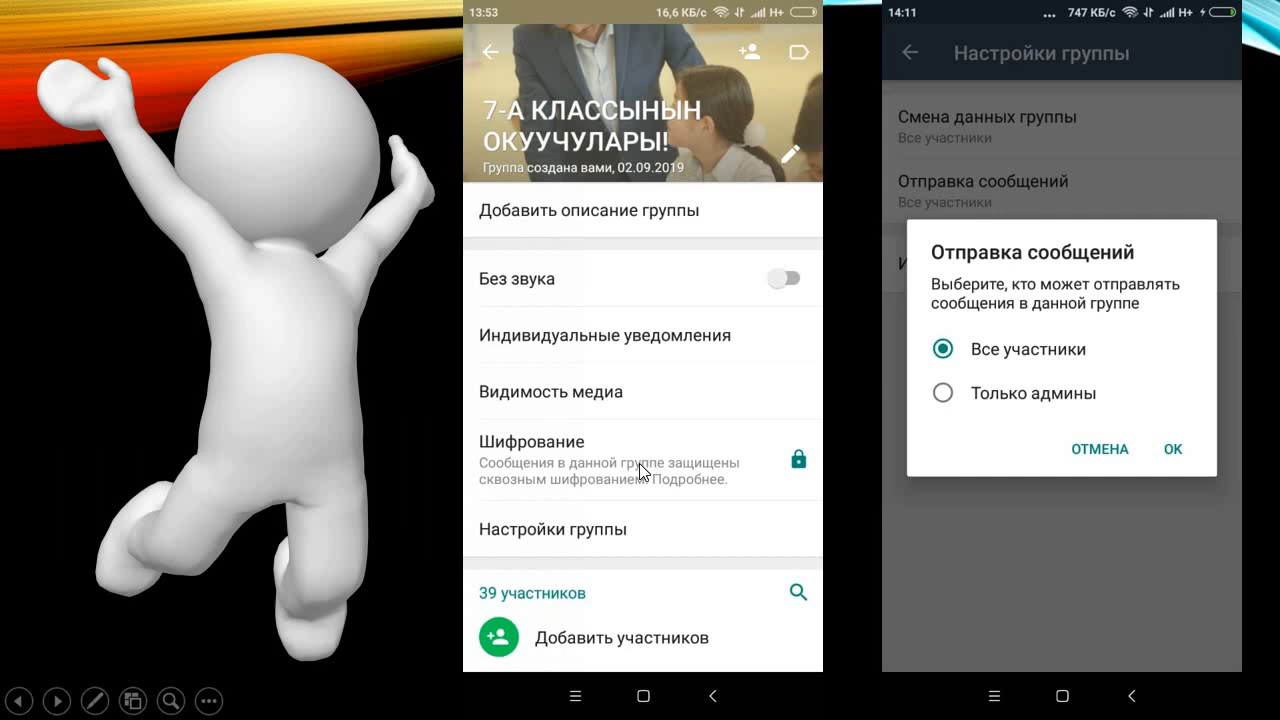 13:53
16,6 КБ/с
H+
7-А КЛАССЫНЫН
ОКУУЧУЛАРЫ!
Группа создана вами, 02.09.2019
Добавить описание группы
Без звука
Индивидуальные уведомления
Видимость медиа
Шифрование
Сообщения в данной группе защищены
сквозным шифрованием. Подробнее.
Настройки группы
39 участников
Добавить участников
14:11
... 747 КБ/с
H+
Настройки группы
Смена данных группы
Все участники
Отправка сообщений
Все участники
Отправка сообщений
Выберите, кто может отправлять
сообщения в данной группе
Все участники
Только админы
ОТМЕНА
ОК